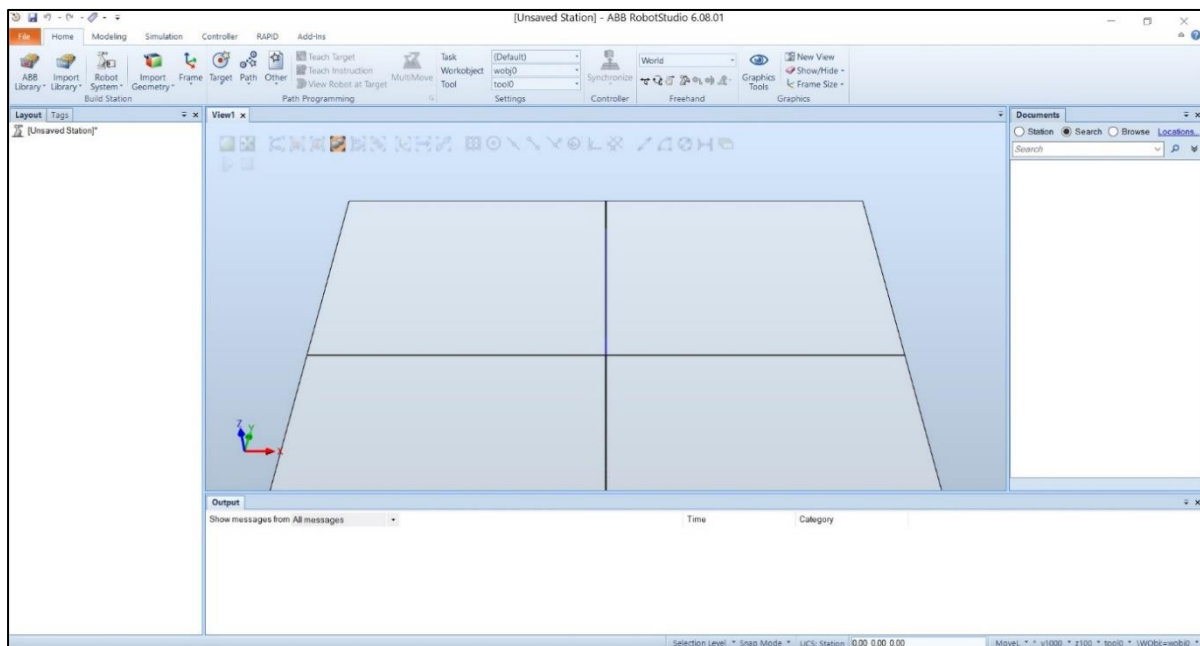 [Unsaved Station] - ABB RobotStudio 6.08.01
File Home Modeling Simulation Controller RAPID Add-Ins
ABB Library
Import Library
Robot System
Import Geometry
Frame
Build Station
Target
Path
Other
Teach Target
Teach Instruction
View Robot at Target
MultiMove
Path Programming
Task (Default)
Workobject wobj0
Tool tool0
Settings
Synchronize
Controller
World
Freehand
Graphics Tools
New View
Show/Hide
Frame Size
Graphics
Layout Tags
[Unsaved Station]*
View1
Z
Y
X
Documents
Station Search Browse Locations...
Search
Output
Show messages from All messages Time Category
Selection Level Snap Mode UCS: Station 0.00 0.00 0.00 MoveL * v1000 * z100 * tool0 * \WObj:=wobj0